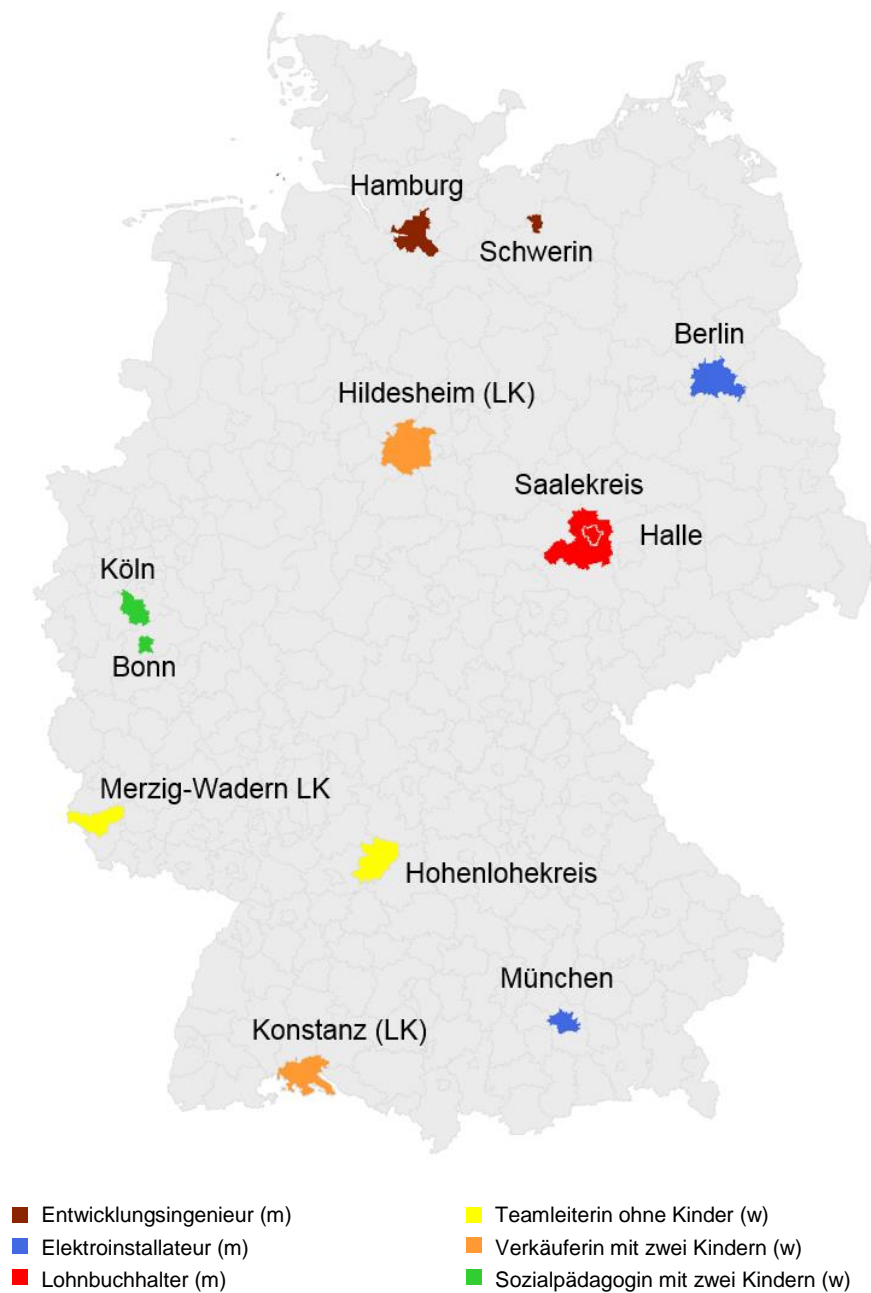 Hamburg
Schwerin
Berlin
Hildesheim (LK)
Saalekreis
Halle
Köln
Bonn
Merzig-Wadern LK
Hohenlohekreis
München
Konstanz (LK)
Entwicklungsingenieur (m)
Elektroinstallateur (m)
Lohnbuchhalter (m)
Teamleiterin ohne Kinder (w)
Verkäuferin mit zwei Kindern (w)
Sozialpädagogin mit zwei Kindern (w)